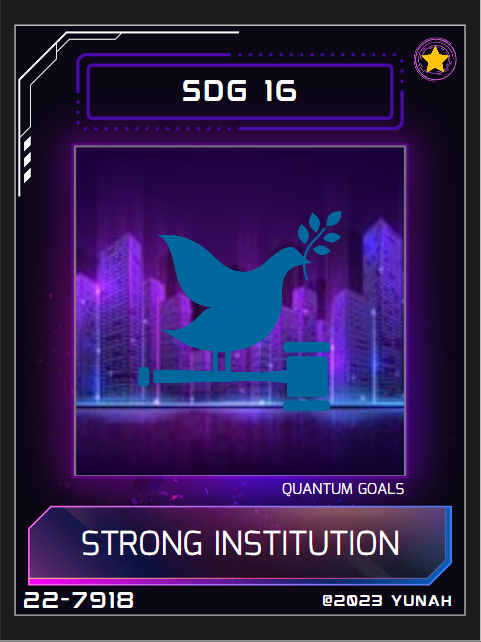 SDG 16
QUANTUM GOALS
STRONG INSTITUTION
22-7918
@2023 YUNAH